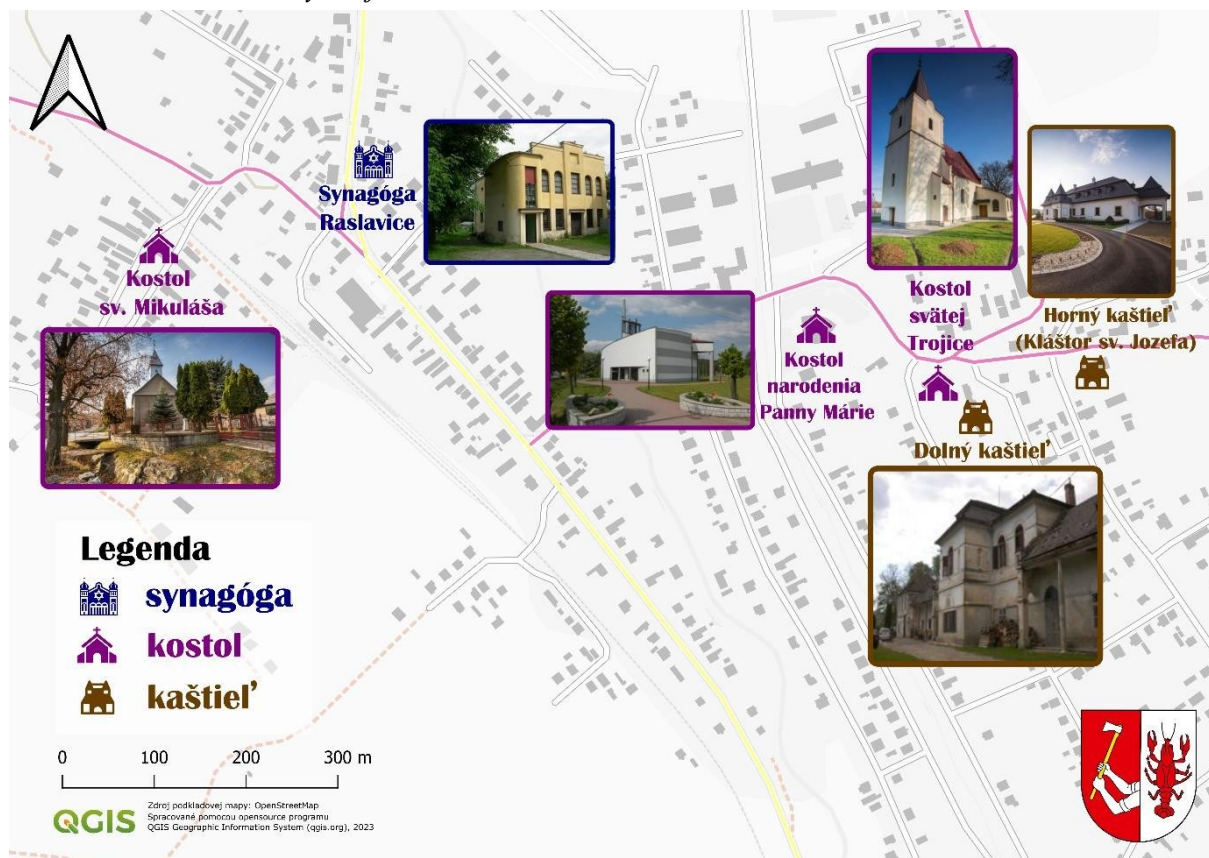 Synagóga
Raslavice
Kostol
sv. Mikuláša
Kostol
narodenia
Panny Márie
Kostol
svätej
Trojice
Horný kaštieľ
(Kláštor sv. Jozefa)
Dolný kaštieľ
Legenda
synagóga
kostol
kaštieľ
0 100 200 300 m
QGIS
Zdroj podkladovej mapy: OpenStreetMap
Spracované pomocou opensource programu
QGIS Geographic Information System (qgis.org), 2023